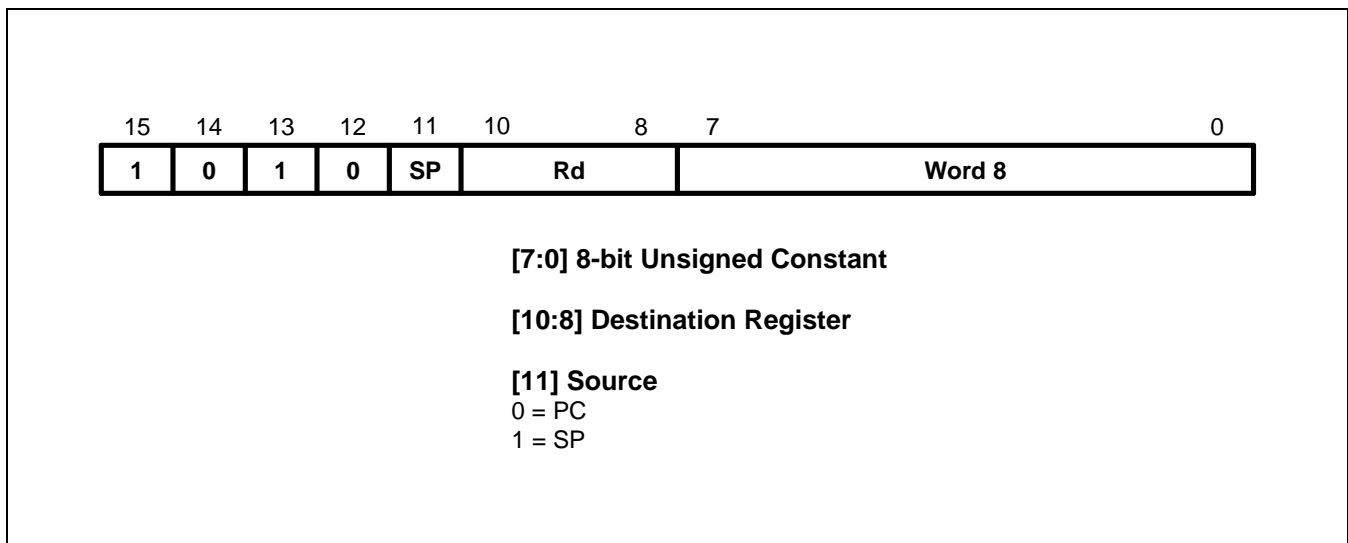 15 14 13 12 11 10 8 7 0
1 0 1 0 SP Rd Word 8
[7:0] 8-bit Unsigned Constant
[10:8] Destination Register
[11] Source
0 = PC
1 = SP